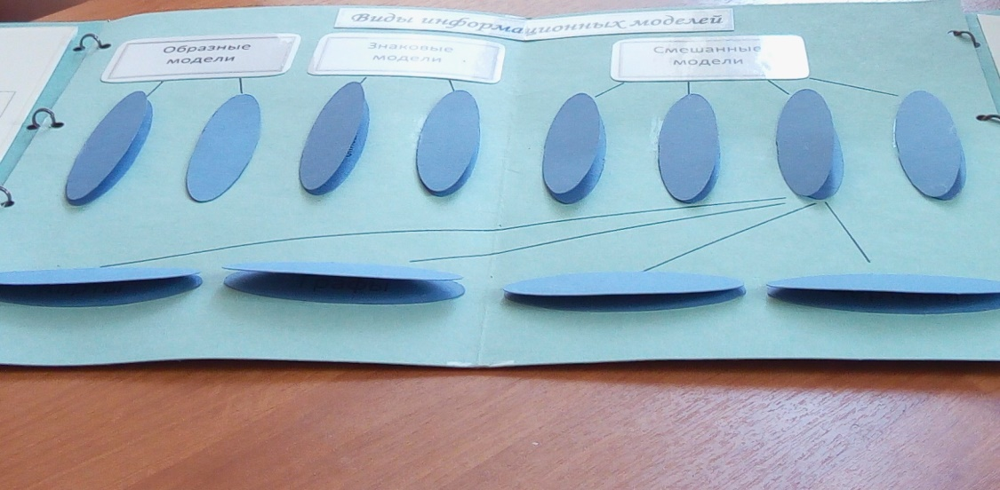 Виды информационных моделей
Образные
модели
Знаковые
модели
Смешанные
модели